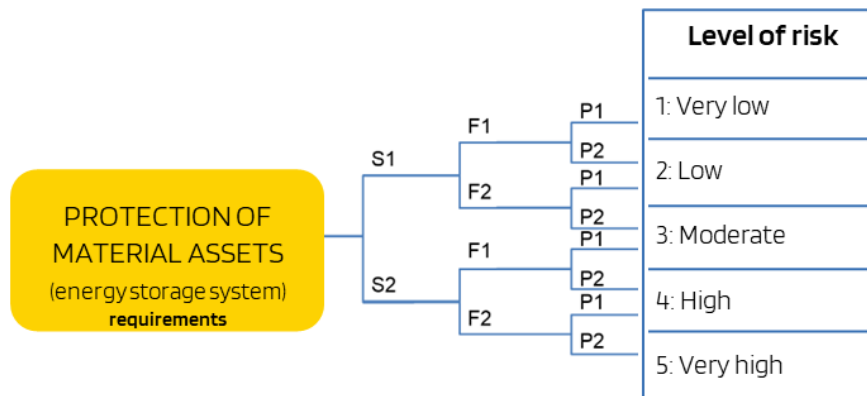 Level of risk
1: Very low
2: Low
3: Moderate
4: High
5: Very high
PROTECTION OF
MATERIAL ASSETS
(energy storage system)
requirements
S1
S2
F1
F2
F1
F2
P1
P2
P1
P2
P1
P2
P1
P2